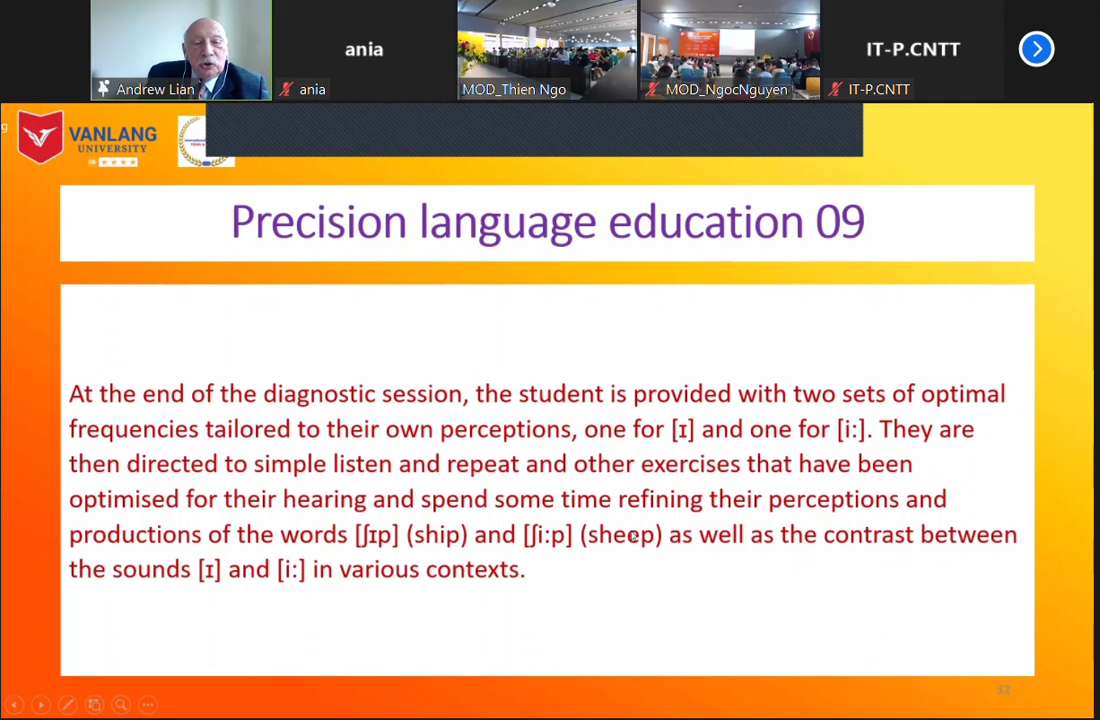 Andrew Lian
ania
ania
MOD_Thien Ngo
MOD_NgocNguyen
IT-P.CNTT
IT-P.CNTT
g
VANLANG
UNIVERSITY
Precision language education 09
At the end of the diagnostic session, the student is provided with two sets of optimal
frequencies tailored to their own perceptions, one for [ɪ] and one for [i:]. They are
then directed to simple listen and repeat and other exercises that have been
optimised for their hearing and spend some time refining their perceptions and
productions of the words [ʃɪp] (ship) and [ʃi:p] (sheep) as well as the contrast between
the sounds [ɪ] and [i:] in various contexts.
32